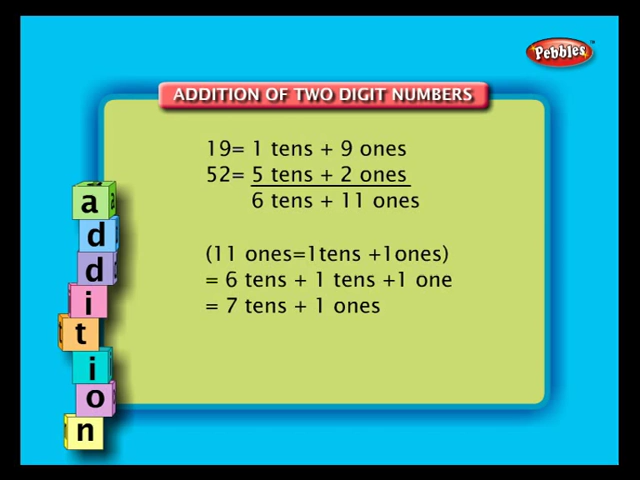 Pebbles™
ADDITION OF TWO DIGIT NUMBERS
19= 1 tens + 9 ones
52= 5 tens + 2 ones
6 tens + 11 ones
(11 ones=1tens +1ones)
= 6 tens + 1 tens +1 one
= 7 tens + 1 ones
a
d
d
i
t
i
o
n